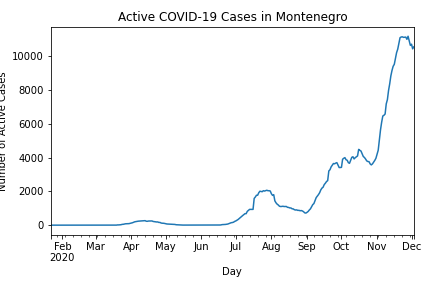 Active COVID-19 Cases in Montenegro
Number of Active Cases
10000
8000
6000
4000
2000
0
Feb Mar Apr May Jun Jul Aug Sep Oct Nov Dec
2020
Day